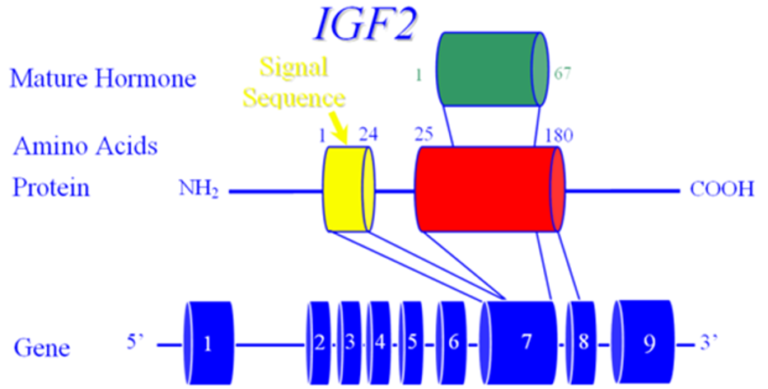 IGF2
Mature Hormone
Signal
Sequence
1
67
Amino Acids
1 24 25 180
Protein
NH₂
COOH
Gene
5’
1 2 3 4 5 6 7 8 9
3’